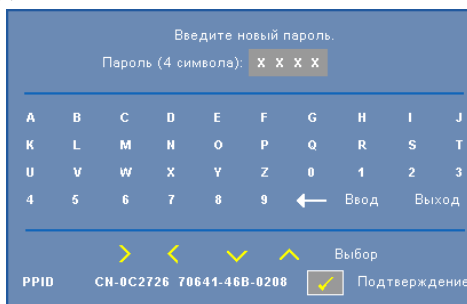 Введите новый пароль.
Пароль (4 символа): X X X X
A B C D E F G H I J
K L M N O P Q R S T
U V W X Y Z 0 1 2 3
4 5 6 7 8 9 Ввод Выход
Выбор
PPID CN-0C2726 70641-46B-0208 Подтверждение